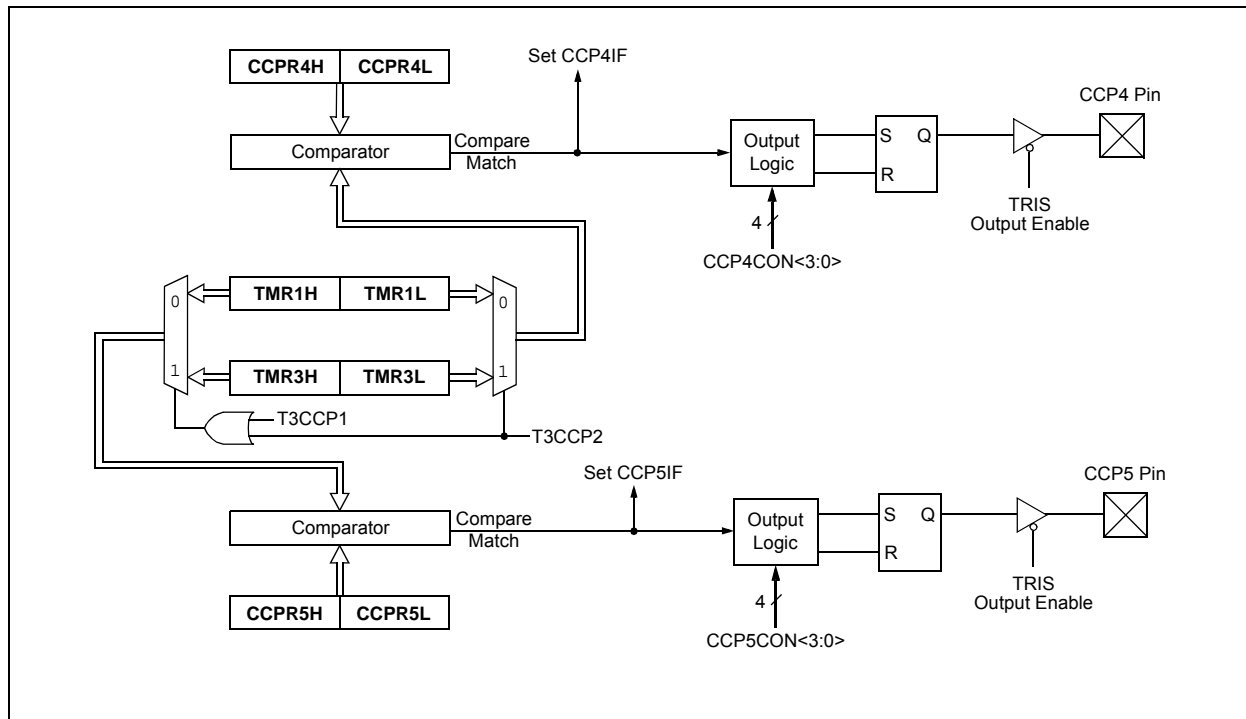 CCPR4H CCPR4L
Set CCP4IF
CCP4 Pin
Comparator
Compare
Match
Output
Logic
S Q
R
TRIS
Output Enable
4
CCP4CON<3:0>
0 TMR1H TMR1L 0
1 TMR3H TMR3L 1
T3CCP1
T3CCP2
Set CCP5IF
CCP5 Pin
Comparator
Compare
Match
Output
Logic
S Q
R
TRIS
Output Enable
4
CCPR5H CCPR5L
CCP5CON<3:0>